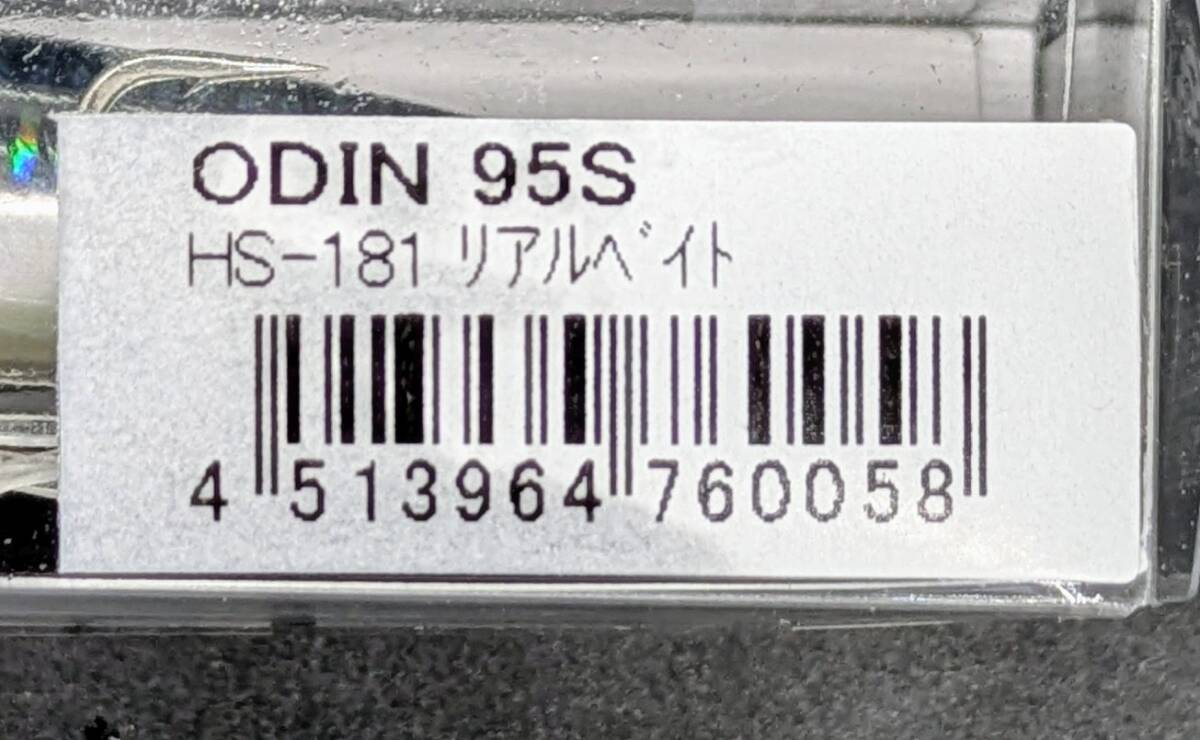 ODIN 95S
HS-181 ﾘｱﾙﾍﾞｲﾄ
4 513964 760058